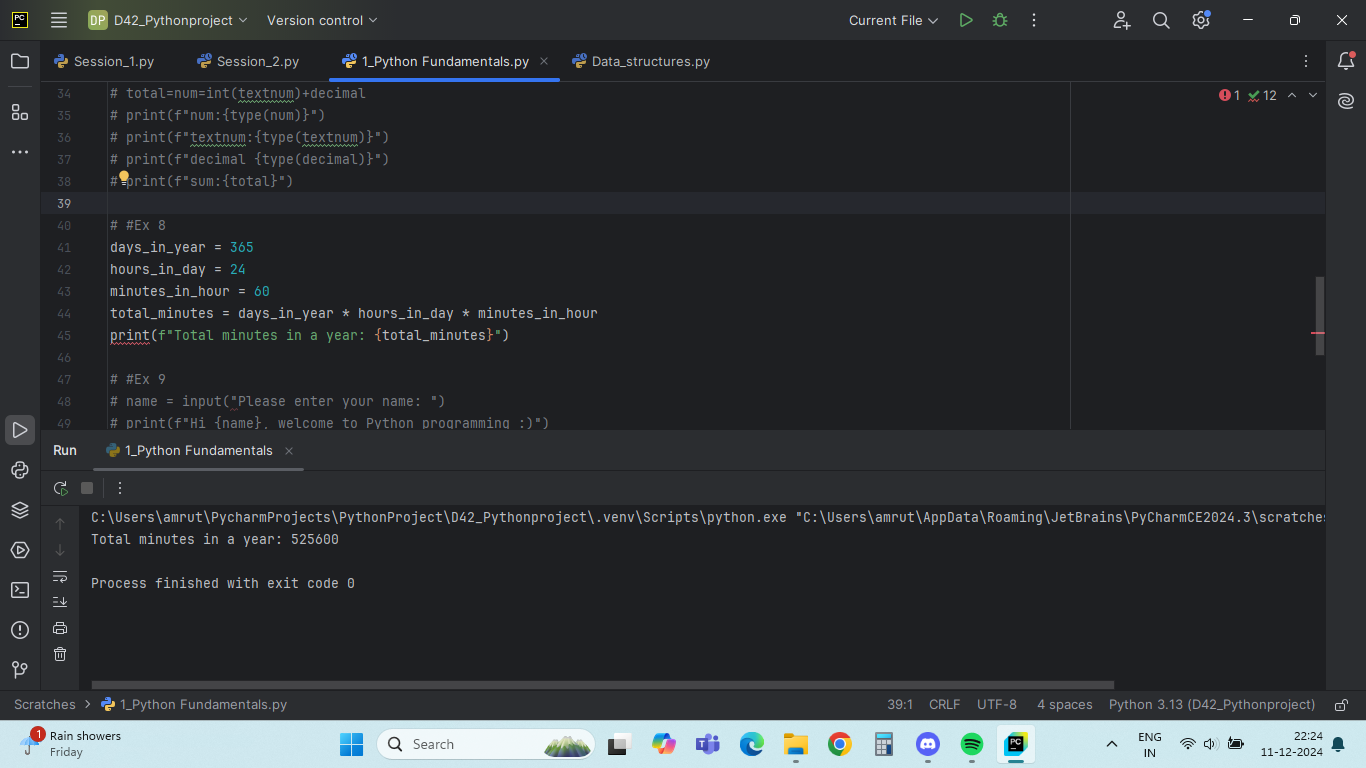 PC
DP D42_Pythonproject Version control Current File
Session_1.py Session_2.py 1_Python Fundamentals.py Data_structures.py
34 # total=num=int(textnum)+decimal 1 12
35 # print(f"num:{type(num)}")
36 # print(f"textnum:{type(textnum)}")
37 # print(f"decimal {type(decimal)}")
38 # print(f"sum:{total}")
39
40 # #Ex 8
41 days_in_year = 365
42 hours_in_day = 24
43 minutes_in_hour = 60
44 total_minutes = days_in_year * hours_in_day * minutes_in_hour
45 print(f"Total minutes in a year: {total_minutes}")
46
47 # #Ex 9
48 # name = input("Please enter your name: ")
49 # print(f"Hi {name}, welcome to Python programming :)")
Run 1_Python Fundamentals
C:\Users\amrut\PycharmProjects\PythonProject\D42_Pythonproject\.venv\Scripts\python.exe "C:\Users\amrut\AppData\Roaming\JetBrains\PyCharmCE2024.3\scratches
Total minutes in a year: 525600
Process finished with exit code 0
Scratches 1_Python Fundamentals.py 39:1 CRLF UTF-8 4 spaces Python 3.13 (D42_Pythonproject)
1 Rain showers
Friday
Search
PC
ENG
IN
22:24
11-12-2024